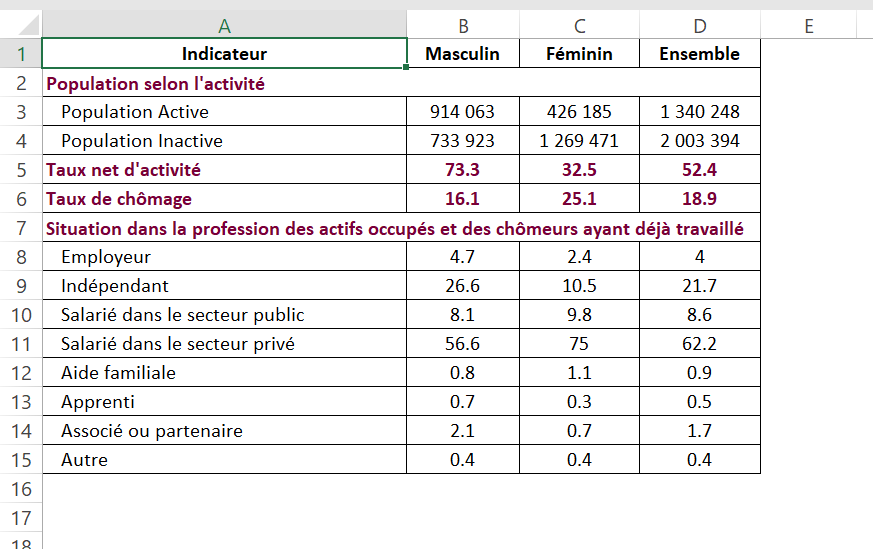 A B C D E
1 Indicateur Masculin Féminin Ensemble
2 Population selon l'activité
3 Population Active 914 063 426 185 1 340 248
4 Population Inactive 733 923 1 269 471 2 003 394
5 Taux net d'activité 73.3 32.5 52.4
6 Taux de chômage 16.1 25.1 18.9
7 Situation dans la profession des actifs occupés et des chômeurs ayant déjà travaillé
8 Employeur 4.7 2.4 4
9 Indépendant 26.6 10.5 21.7
10 Salarié dans le secteur public 8.1 9.8 8.6
11 Salarié dans le secteur privé 56.6 75 62.2
12 Aide familiale 0.8 1.1 0.9
13 Apprenti 0.7 0.3 0.5
14 Associé ou partenaire 2.1 0.7 1.7
15 Autre 0.4 0.4 0.4
16
17
18